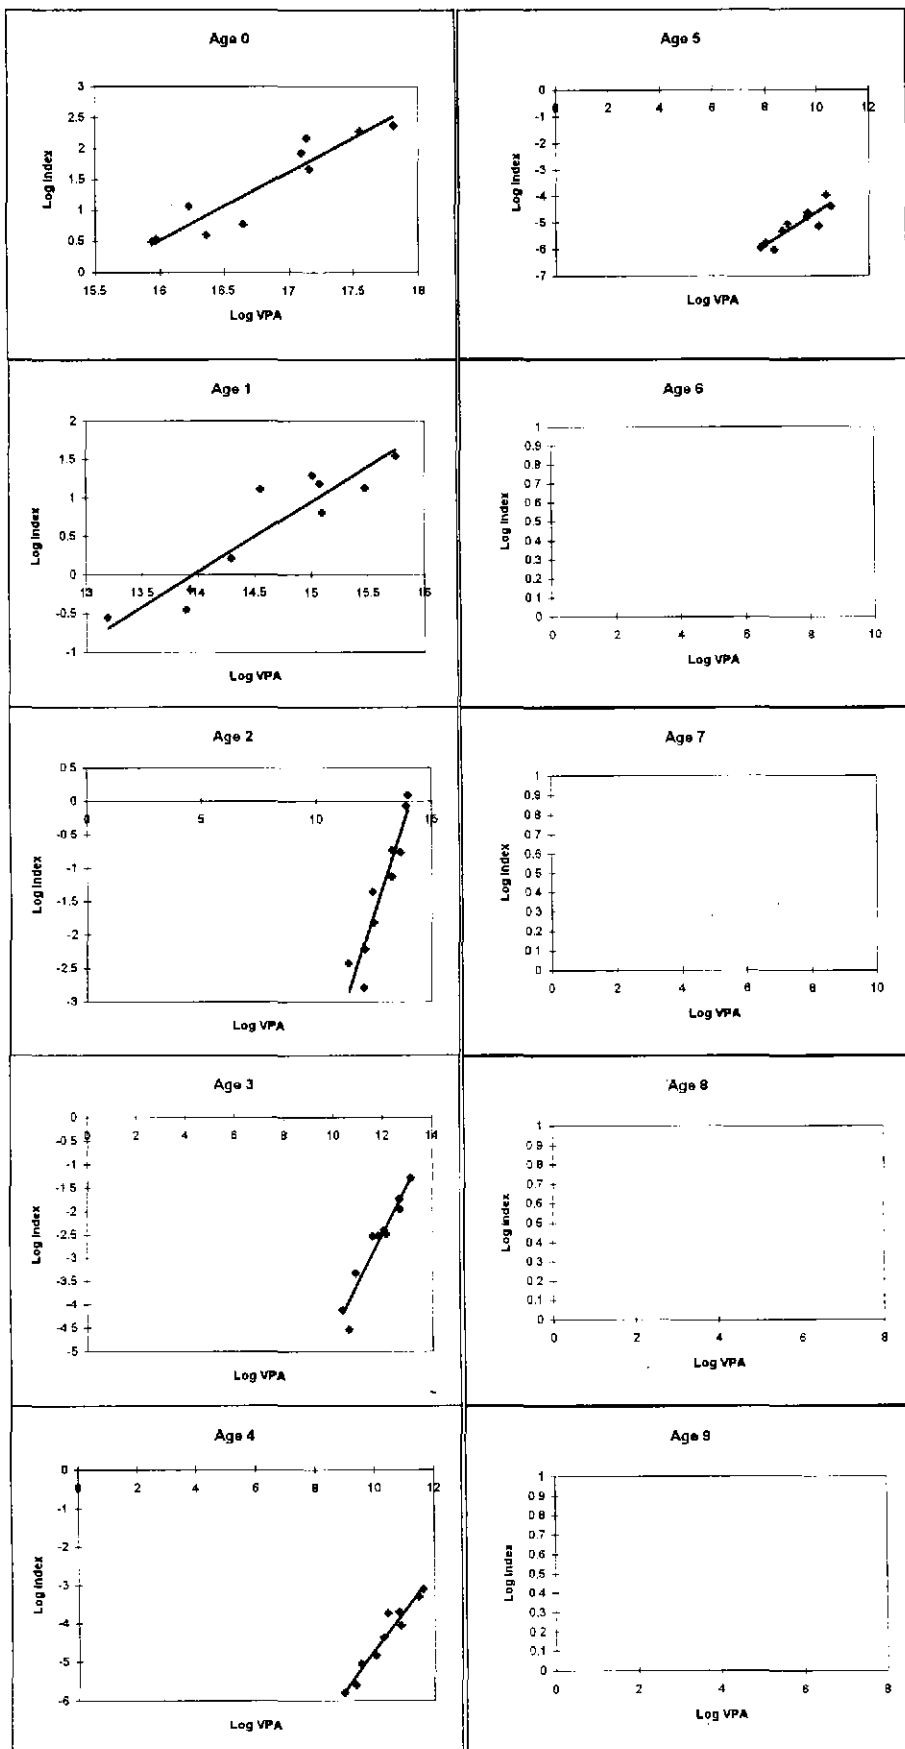 Age 0
3
2.5
2
1.5
1
0.5
0
15.5 16 16.5 17 17.5 18
Log Index
Log VPA
Age 1
2
1.5
1
0.5
0
-0.5
-1
13 13.5 14 14.5 15 15.5 16
Log Index
Log VPA
Age 2
0.5
0
-0.5
-1
-1.5
-2
-2.5
-3
0 5 10 15
Log Index
Log VPA
Age 3
0
-0.5
-1
-1.5
-2
-2.5
-3
-3.5
-4
-4.5
-5
0 2 4 6 8 10 12 14
Log Index
Log VPA
Age 4
0
-1
-2
-3
-4
-5
-6
0 2 4 6 8 10 12
Log Index
Log VPA
Age 5
0
-1
-2
-3
-4
-5
-6
-7
0 2 4 6 8 10 12
Log Index
Log VPA
Age 6
1
0.9
0.8
0.7
0.6
0.5
0.4
0.3
0.2
0.1
0
0 2 4 6 8 10
Log Index
Log VPA
Age 7
1
0.9
0.8
0.7
0.6
0.5
0.4
0.3
0.2
0.1
0
0 2 4 6 8 10
Log Index
Log VPA
Age 8
1
0.9
0.8
0.7
0.6
0.5
0.4
0.3
0.2
0.1
0
0 2 4 6 8
Log Index
Log VPA
Age 9
1
0.9
0.8
0.7
0.6
0.5
0.4
0.3
0.2
0.1
0
0 2 4 6 8
Log Index
Log VPA